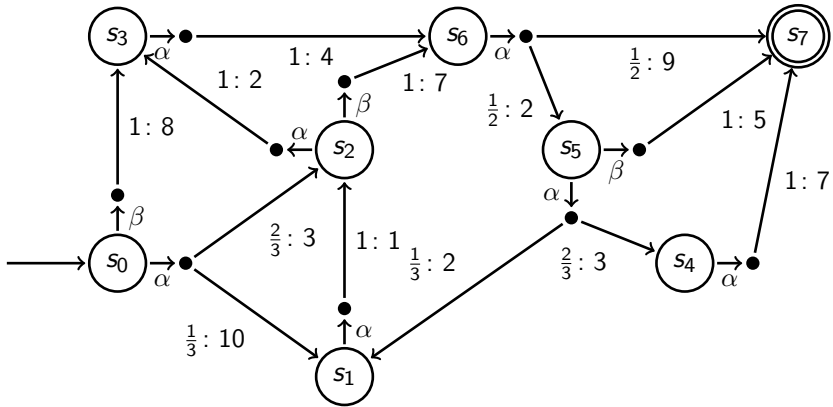 s₃
α
1: 4
s₆
α
½: 9
s₇
1: 2
1: 7
β
½: 2
1: 8
α
s₂
s₅
β
1: 5
α
1: 7
β
⅔: 3
1: 1
⅓: 2
⅔: 3
s₀
α
s₄
α
⅓: 10
α
s₁